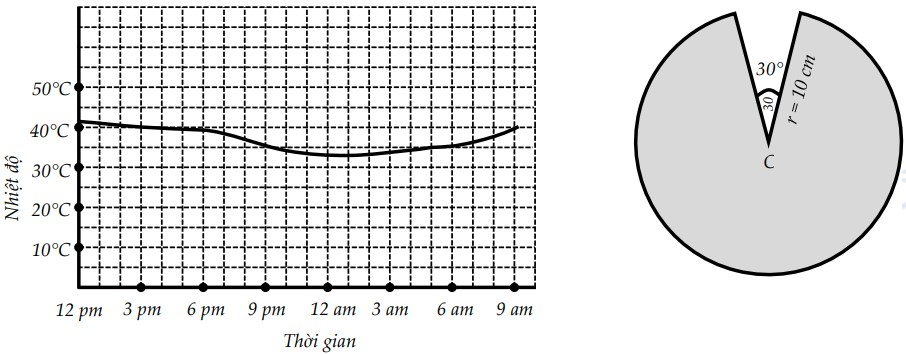 50°C
40°C
30°C
20°C
10°C
Nhiệt độ
12 pm 3 pm 6 pm 9 pm 12 am 3 am 6 am 9 am
Thời gian
30°
30
r = 10 cm
C